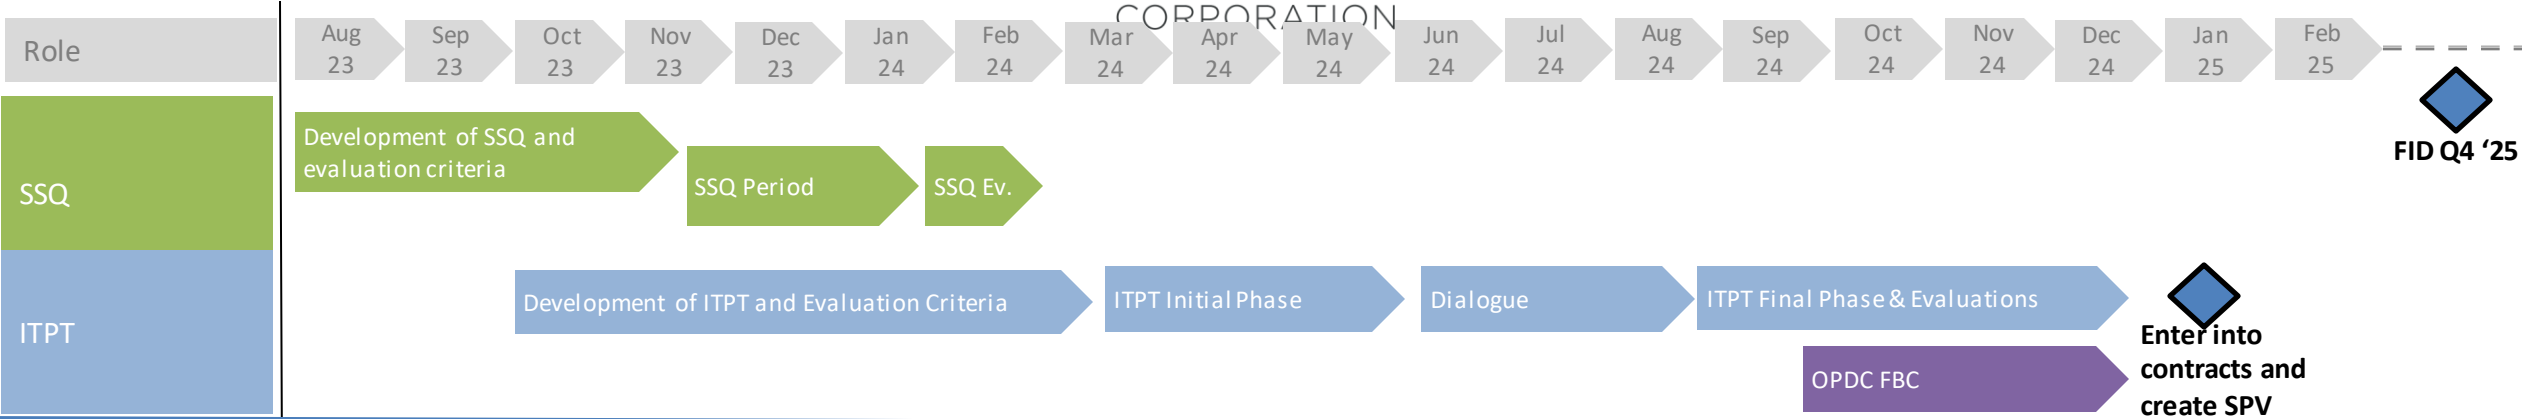 CORPORATION
Role
Aug 23
Sep 23
Oct 23
Nov 23
Dec 23
Jan 24
Feb 24
Mar 24
Apr 24
May 24
Jun 24
Jul 24
Aug 24
Sep 24
Oct 24
Nov 24
Dec 24
Jan 25
Feb 25
FID Q4 ‘25
SSQ
Development of SSQ and
evaluation criteria
SSQ Period
SSQ Ev.
ITPT
Development of ITPT and Evaluation Criteria
ITPT Initial Phase
Dialogue
ITPT Final Phase & Evaluations
OPDC FBC
Enter into
contracts and
create SPV